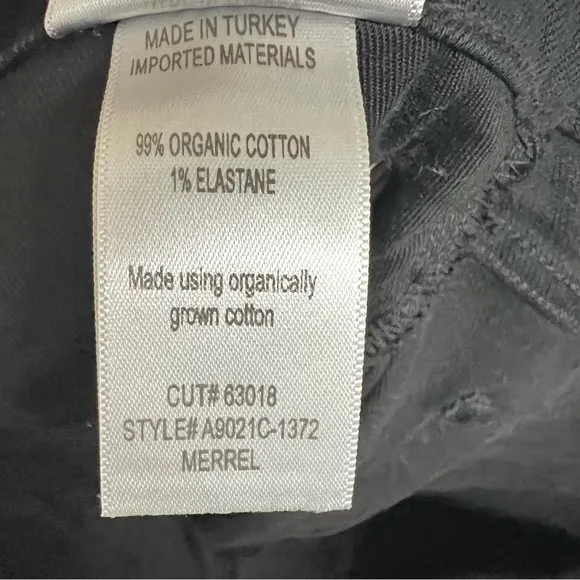 MADE IN TURKEY
IMPORTED MATERIALS
99% ORGANIC COTTON
1% ELASTANE
Made using organically
grown cotton
CUT# 63018
STYLE# A9021C-1372
MERREL